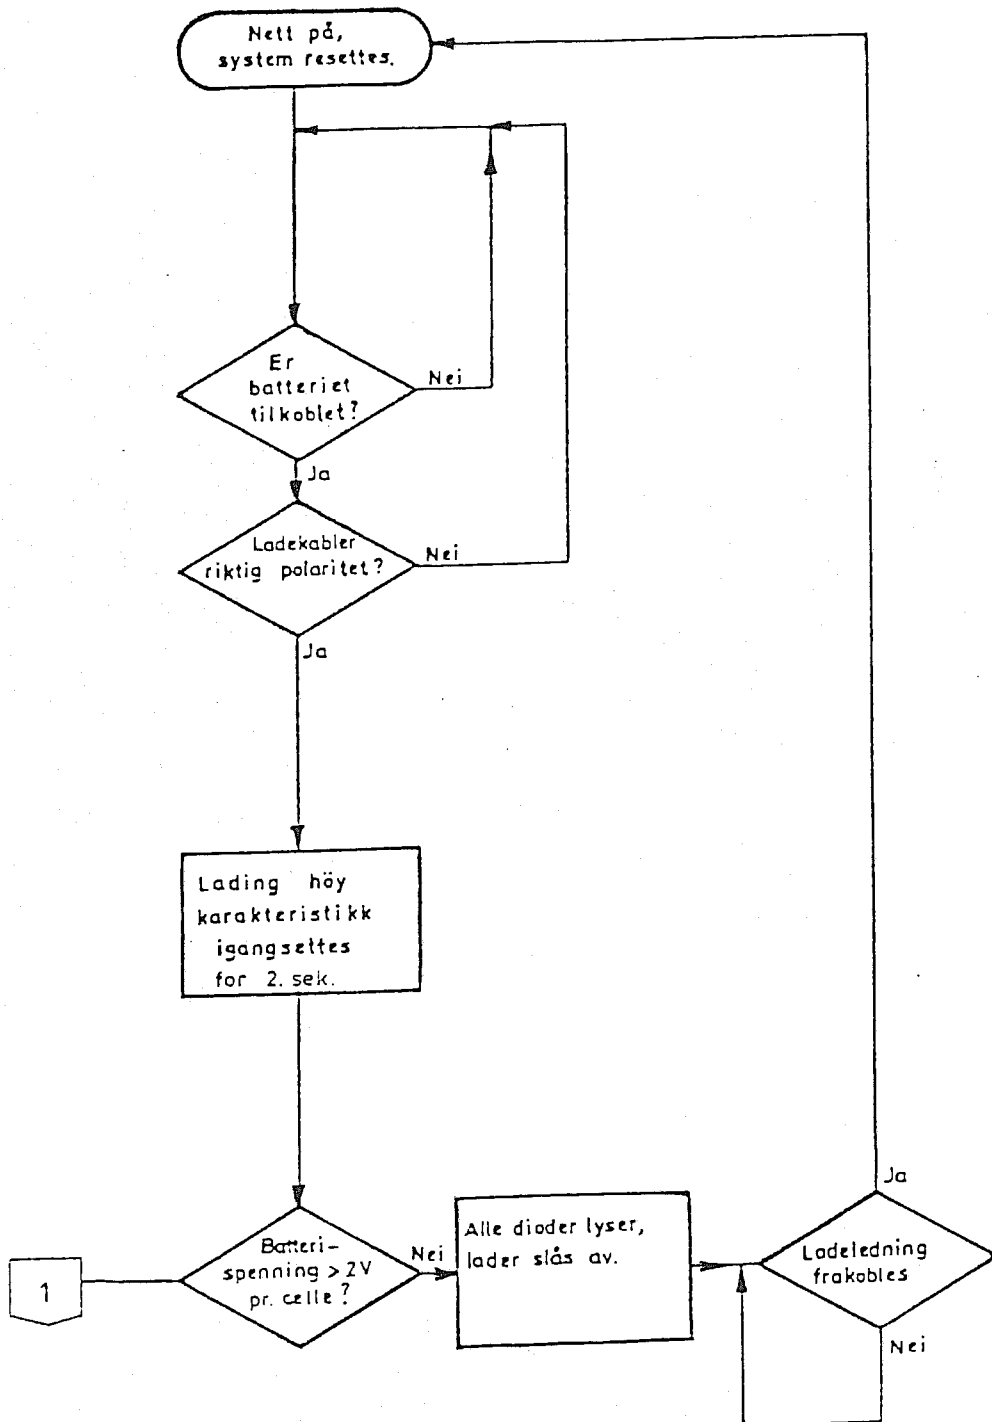 Nett på,
system resettes.
Er
batteriet
tilkoblet?
Nei
Ja
Ladekabler
riktig polaritet?
Nei
Ja
Lading höy
karakteristikk
igangsettes
for 2. sek.
Batteri-
spenning > 2V
pr. celle?
Nei
1
Alle dioder lyser,
lader slås av.
Ja
Ladeledning
frakobles
Nei